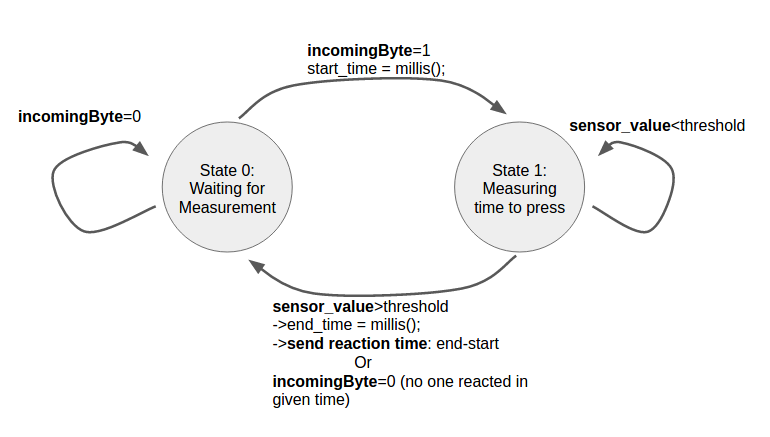 incomingByte=1
start_time = millis();
incomingByte=0
sensor_value<threshold
State 0:
Waiting for
Measurement
State 1:
Measuring
time to press
sensor_value>threshold
->end_time = millis();
->send reaction time: end-start
Or
incomingByte=0 (no one reacted in
given time)